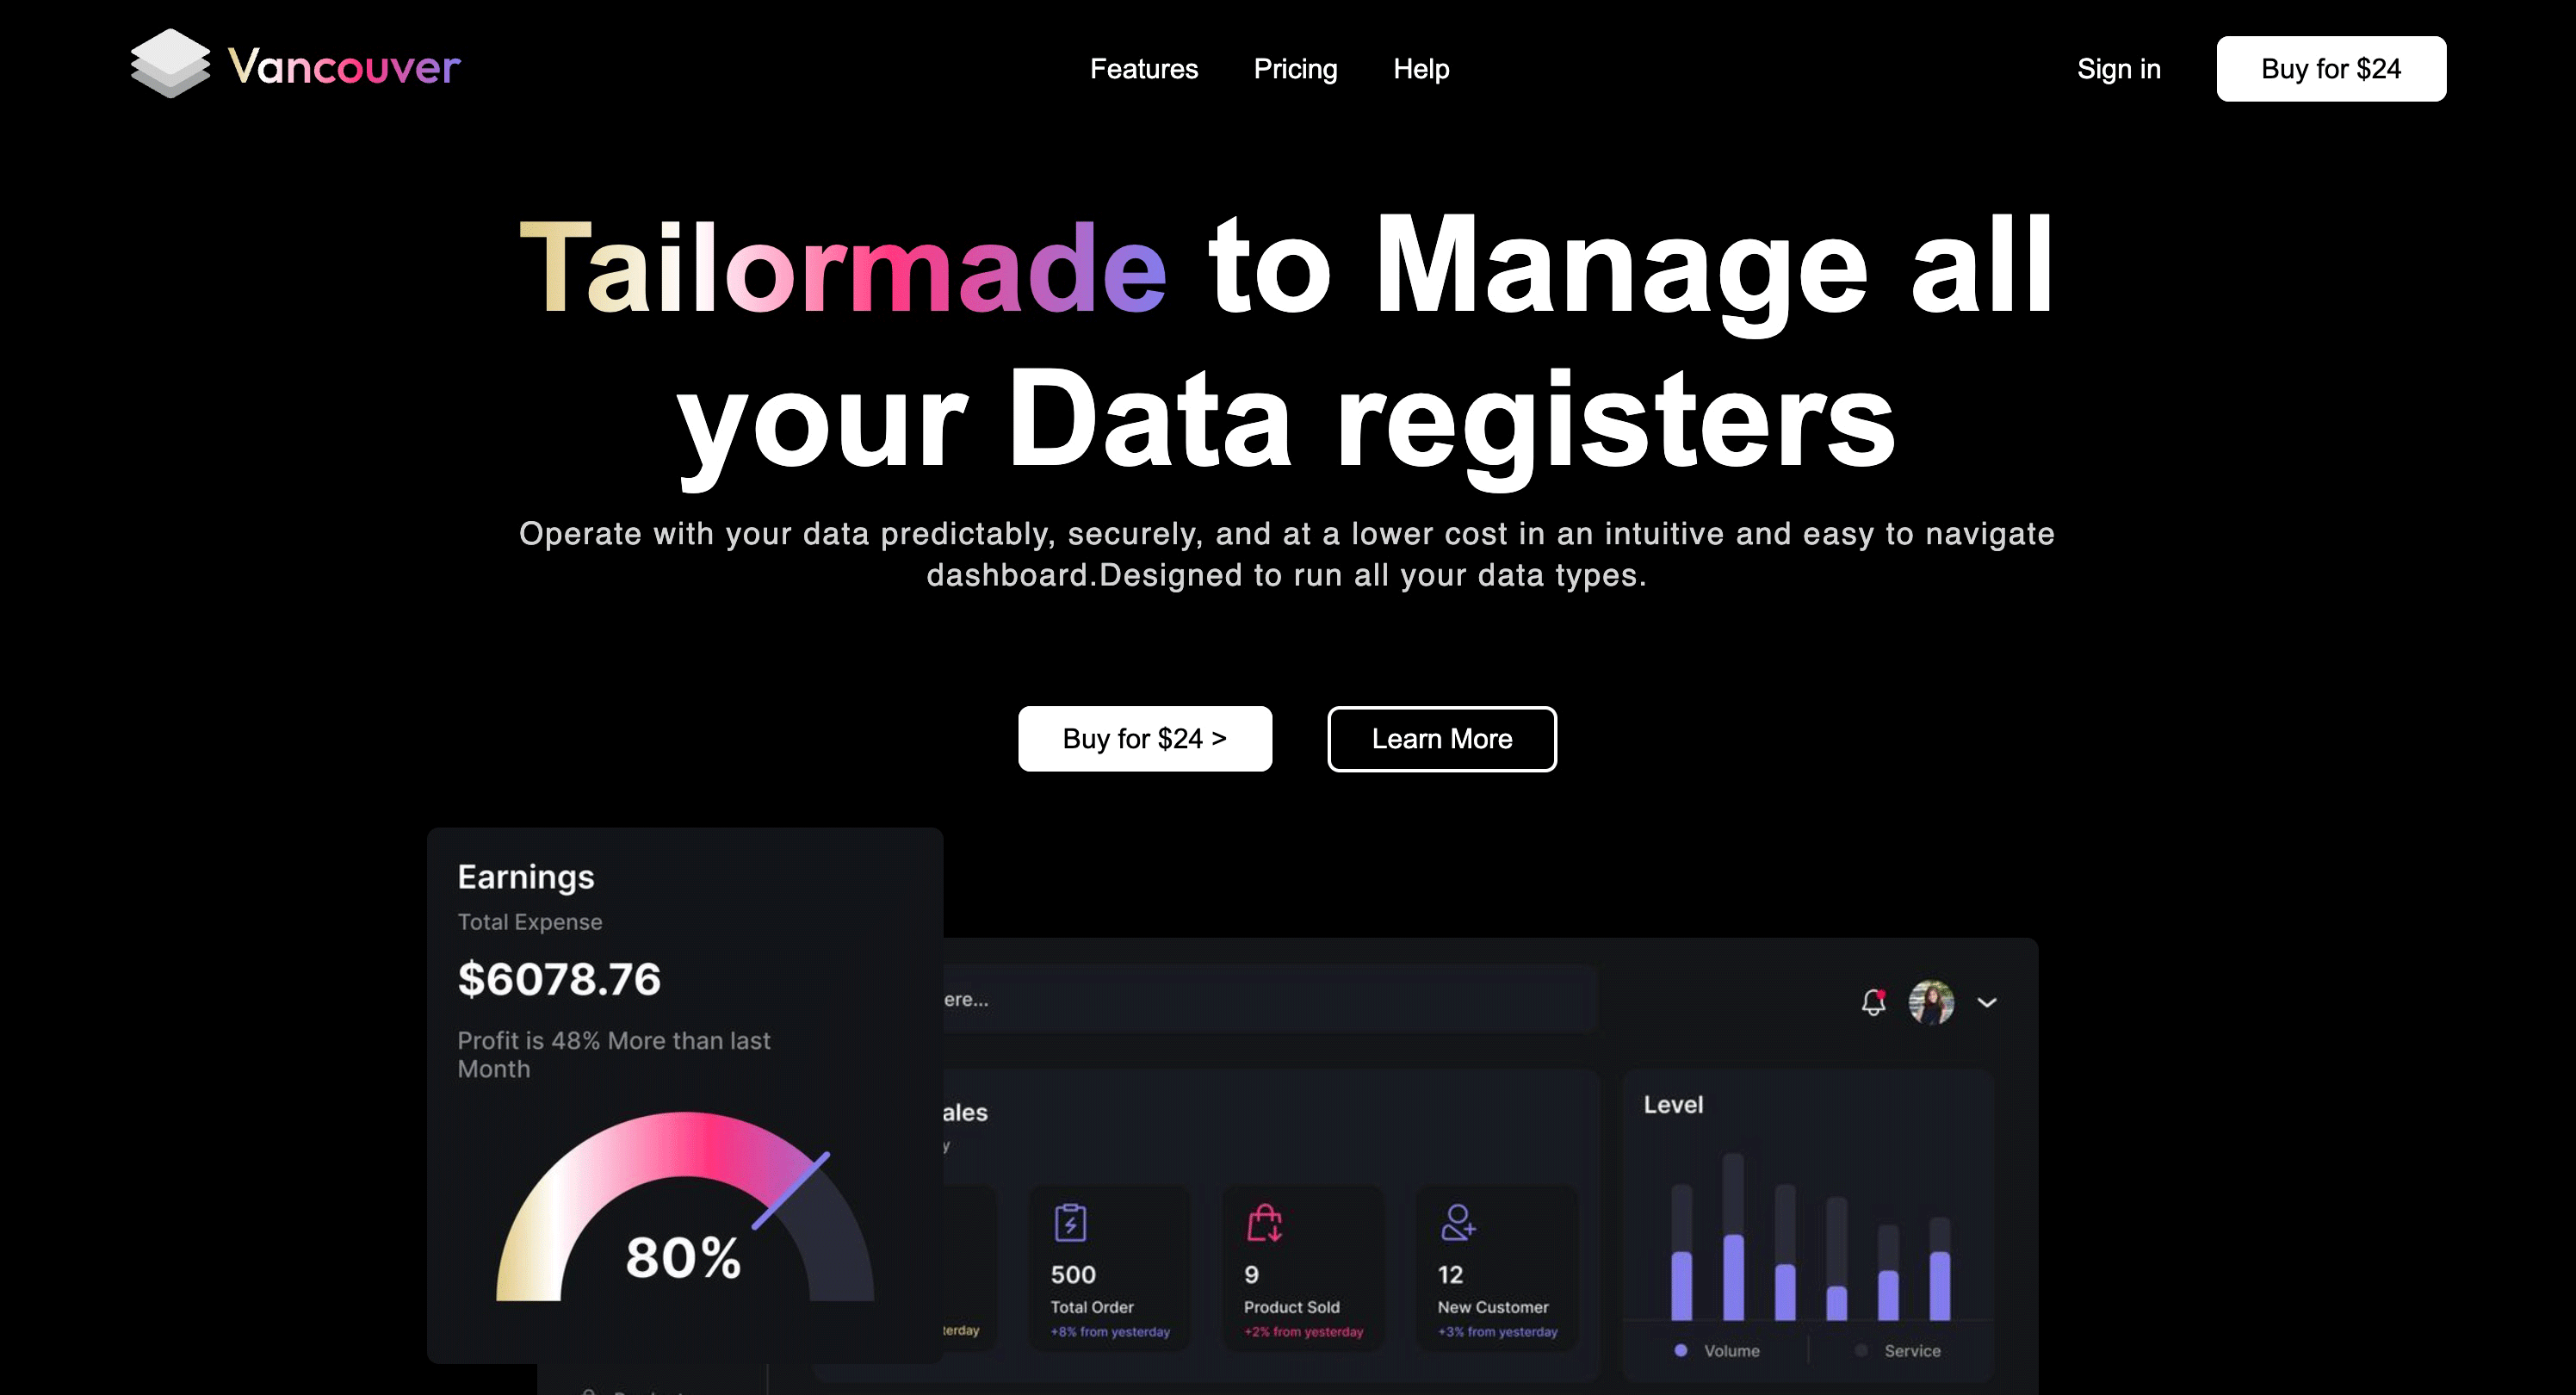 Vancouver
Features
Pricing
Help
Sign in
Buy for $24
Tailormade to Manage all
your Data registers
Operate with your data predictably, securely, and at a lower cost in an intuitive and easy to navigate
dashboard.Designed to run all your data types.
Buy for $24 >
Learn More
Earnings
Total Expense
$6078.76
Profit is 48% More than last
Month
80%
ere...
ales
y
terday
500
Total Order
+8% from yesterday
9
Product Sold
+2% from yesterday
12
New Customer
+3% from yesterday
Level
Volume
Service